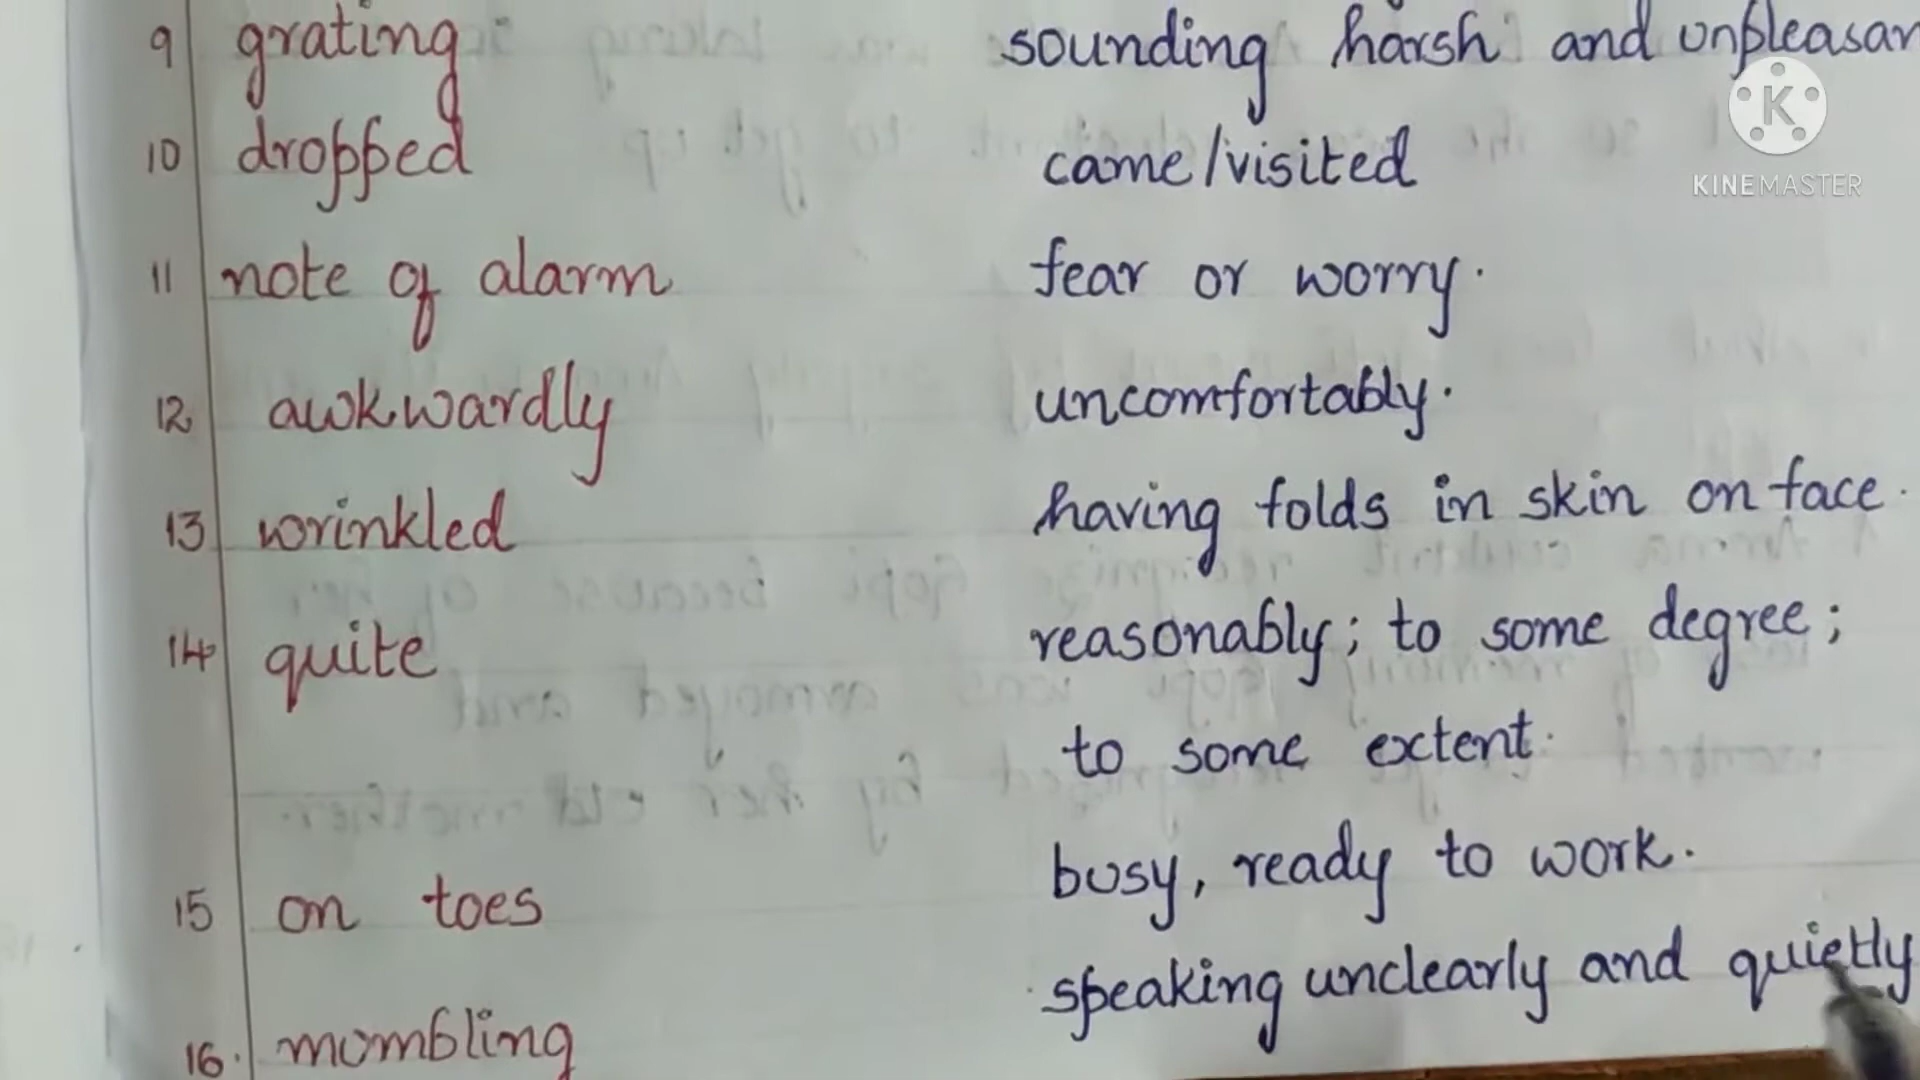 9 grating sounding harsh and unpleasan
10 dropped came/visited
11 note of alarm fear or worry.
12 awkwardly uncomfortably.
13 wrinkled having folds in skin on face.
14 quite reasonably; to some degree;
to some extent.
15 on toes busy, ready to work.
16. mumbling speaking unclearly and quietly
KINEMASTER